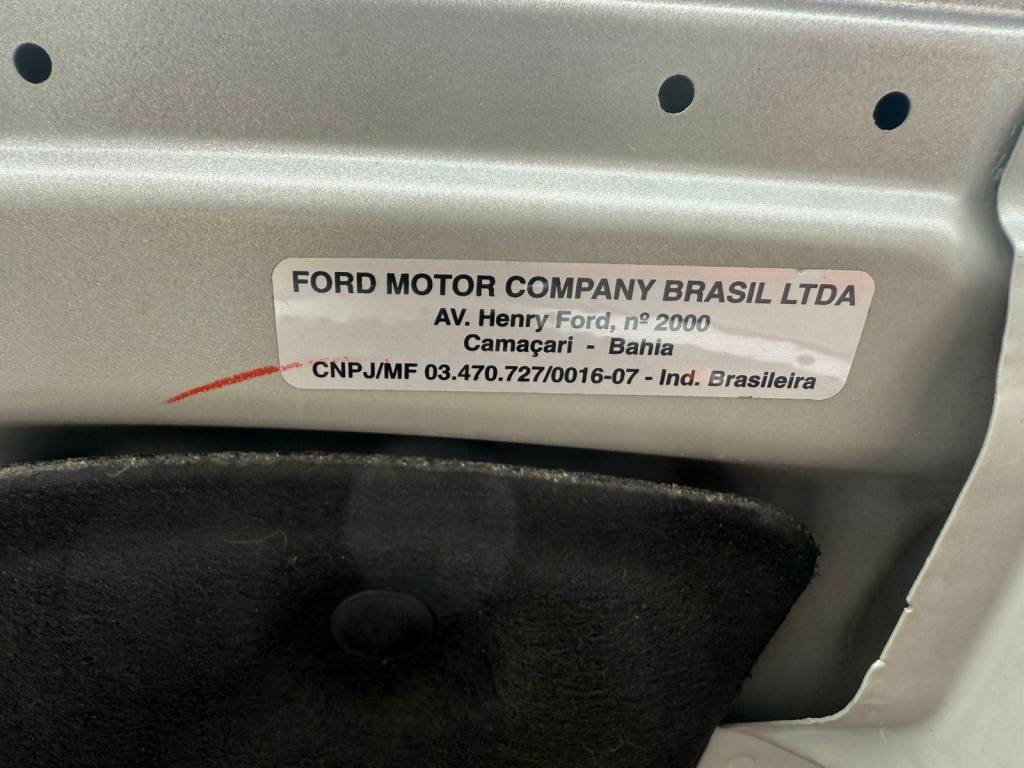 FORD MOTOR COMPANY BRASIL LTDA
AV. Henry Ford, nº 2000
Camaçari - Bahia
CNPJ/MF 03.470.727/0016-07 - Ind. Brasileira